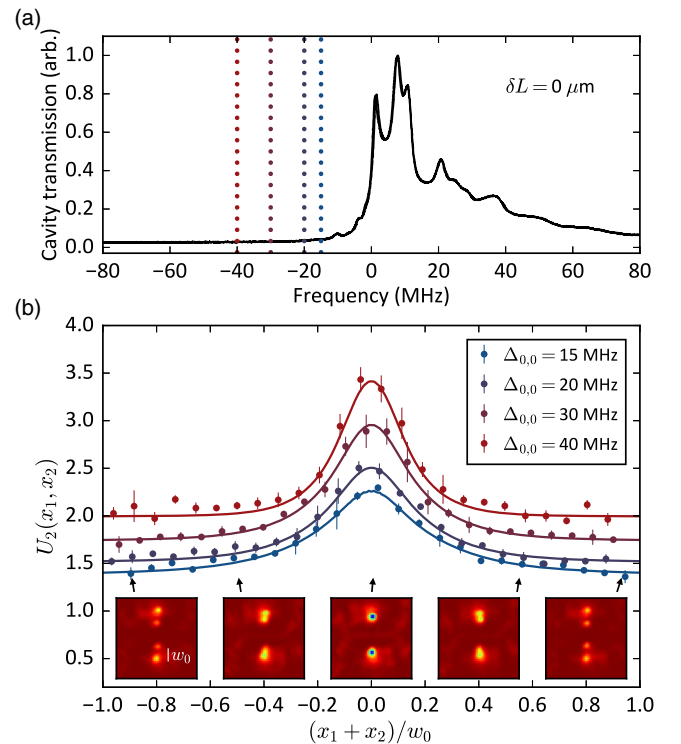 (a)
Cavity transmission (arb.)
1.0
0.8
0.6
0.4
0.2
0.0
δL = 0 μm
−80 −60 −40 −20 0 20 40 60 80
Frequency (MHz)
(b)
U₂(x₁, x₂)
4.0
3.5
3.0
2.5
2.0
1.5
1.0
0.5
Δ₀,₀ = 15 MHz
Δ₀,₀ = 20 MHz
Δ₀,₀ = 30 MHz
Δ₀,₀ = 40 MHz
|w₀
−1.0 −0.8 −0.6 −0.4 −0.2 0.0 0.2 0.4 0.6 0.8 1.0
(x₁ + x₂)/w₀